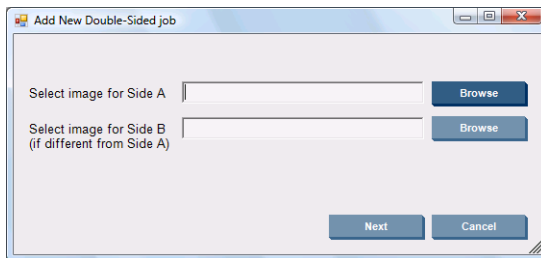 Add New Double-Sided job
Select image for Side A
Browse
Select image for Side B
(if different from Side A)
Browse
Next
Cancel